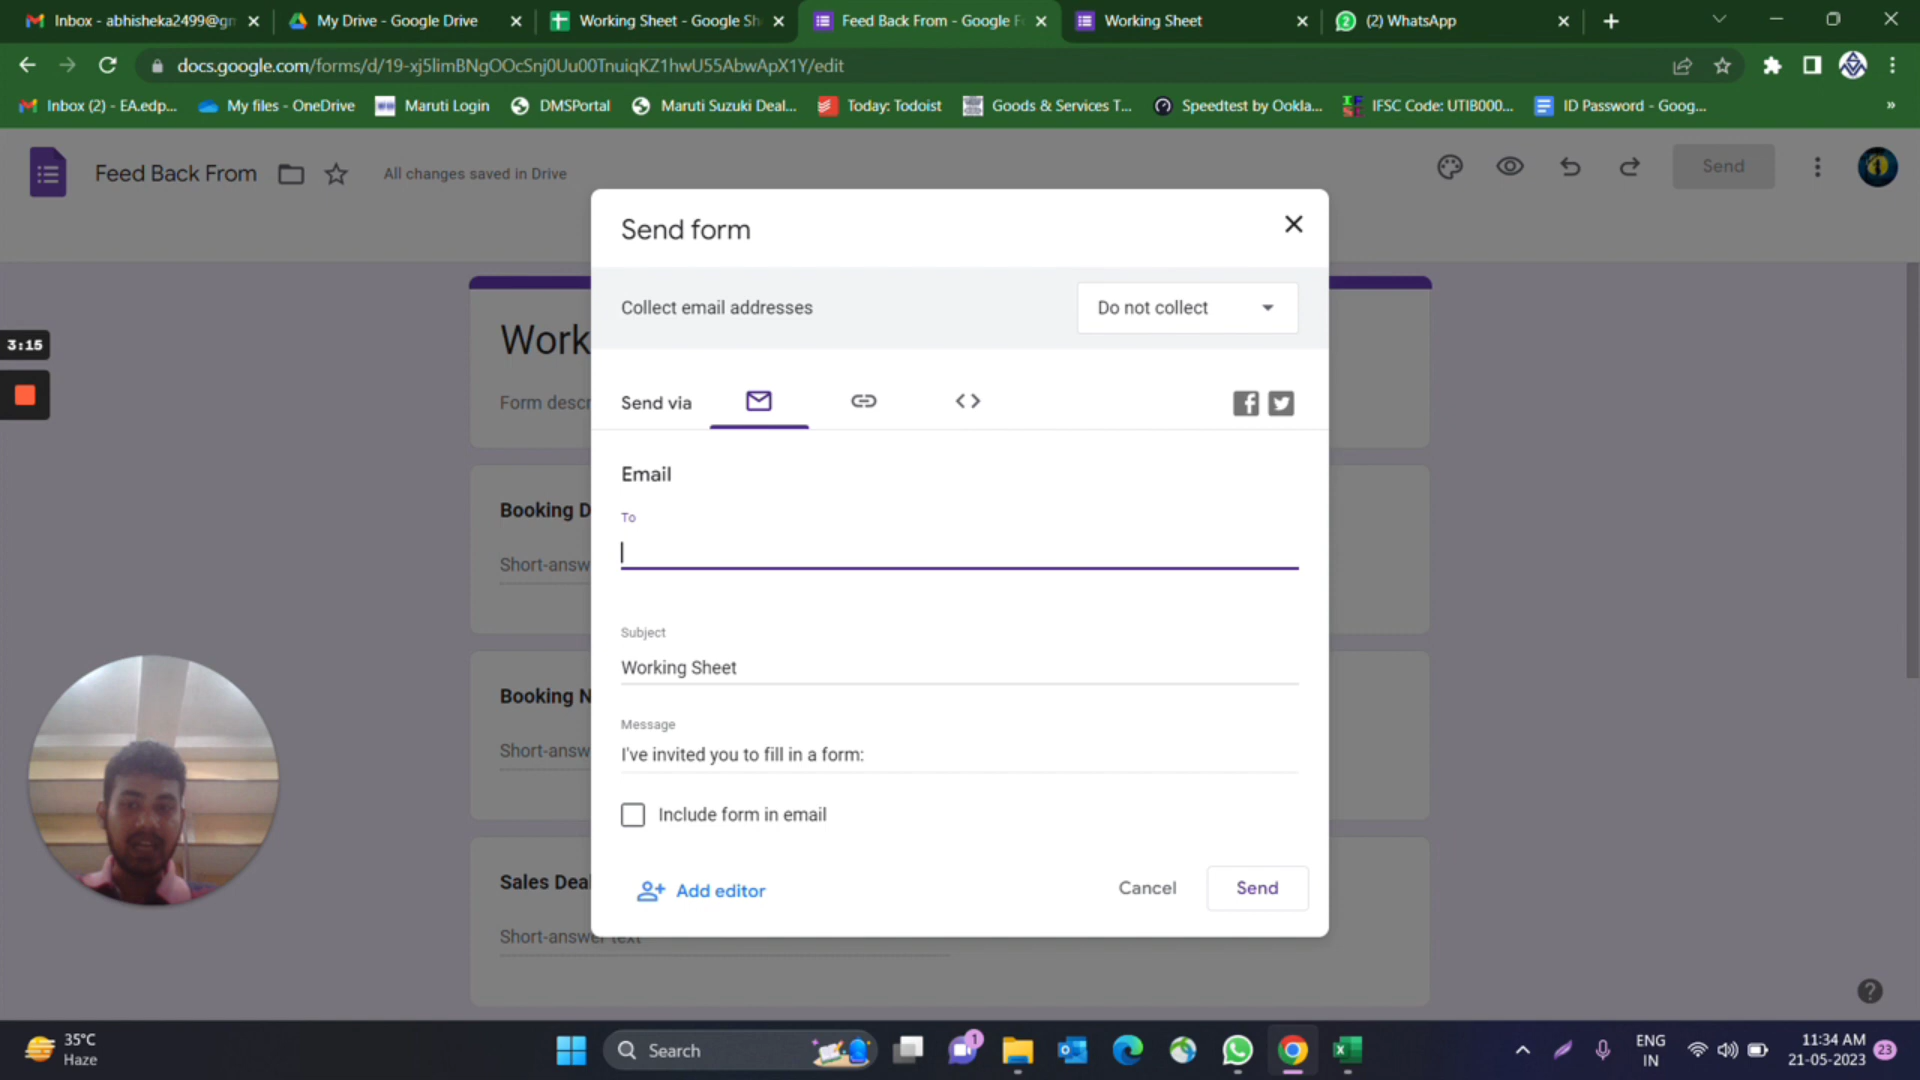 Inbox - abhisheka2499@gm
My Drive - Google Drive
Working Sheet - Google Sh
Feed Back From - Google F
Working Sheet
(2) WhatsApp
docs.google.com/forms/d/19-xj5limBNgOOcSnj0Uu00TnuiqKZ1hwU55AbwApX1Y/edit
Inbox (2) - EA.edp...
My files - OneDrive
Maruti Login
DMSPortal
Maruti Suzuki Deal...
Today: Todoist
Goods & Services T...
Speedtest by Ookla...
IFSC Code: UTIB000...
ID Password - Goog...
»
Feed Back From
All changes saved in Drive
Send
Send form
Collect email addresses
Do not collect
3:15
Work
Form descr
Send via
Email
To
Booking D
Short-answ
Subject
Working Sheet
Booking N
Short-answ
Message
I've invited you to fill in a form:
Include form in email
Sales Deal
Add editor
Cancel
Send
Short-answer text
35°C
Haze
Search
1
ENG
IN
11:34 AM
21-05-2023
23